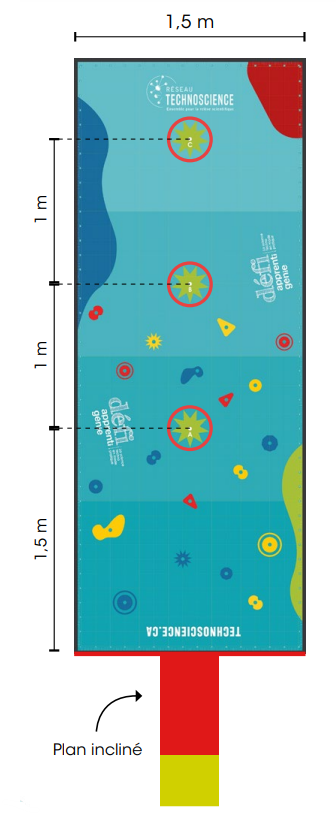 1,5 m
RÉSEAU
TECHNOSCIENCE
C
1 m
B
défi
apprenti
génie
1 m
défi
apprenti
génie
A
1,5 m
TECHNOSCIENCE.CA
Plan incliné